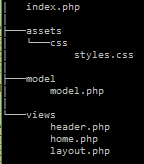 index.php
assets
css
styles.css
model
model.php
views
header.php
home.php
layout.php